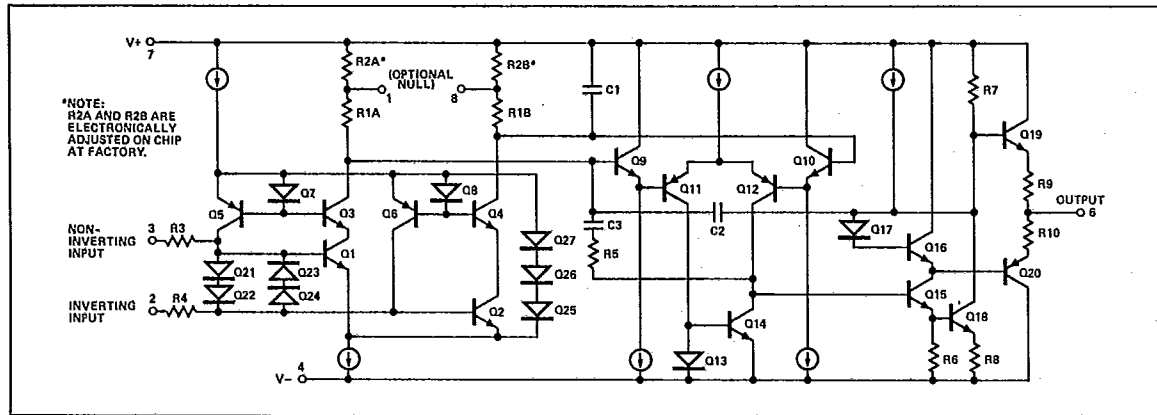 V+
7
R2A*
R2B*
(OPTIONAL
NULL)
1
8
C1
R7
*NOTE:
R2A AND R2B ARE
ELECTRONICALLY
ADJUSTED ON CHIP
AT FACTORY.
R1A
R1B
Q19
Q9
Q10
Q7
Q8
Q11
Q12
R9
OUTPUT
6
Q5
Q3
Q6
Q4
C3
C2
Q17
R10
NON-
INVERTING
INPUT
3
R3
Q27
Q16
Q1
R5
Q20
Q21
Q23
Q26
Q22
Q24
Q15
INVERTING
INPUT
2
R4
Q25
Q2
Q14
Q18
Q13
R6
R8
V-
4